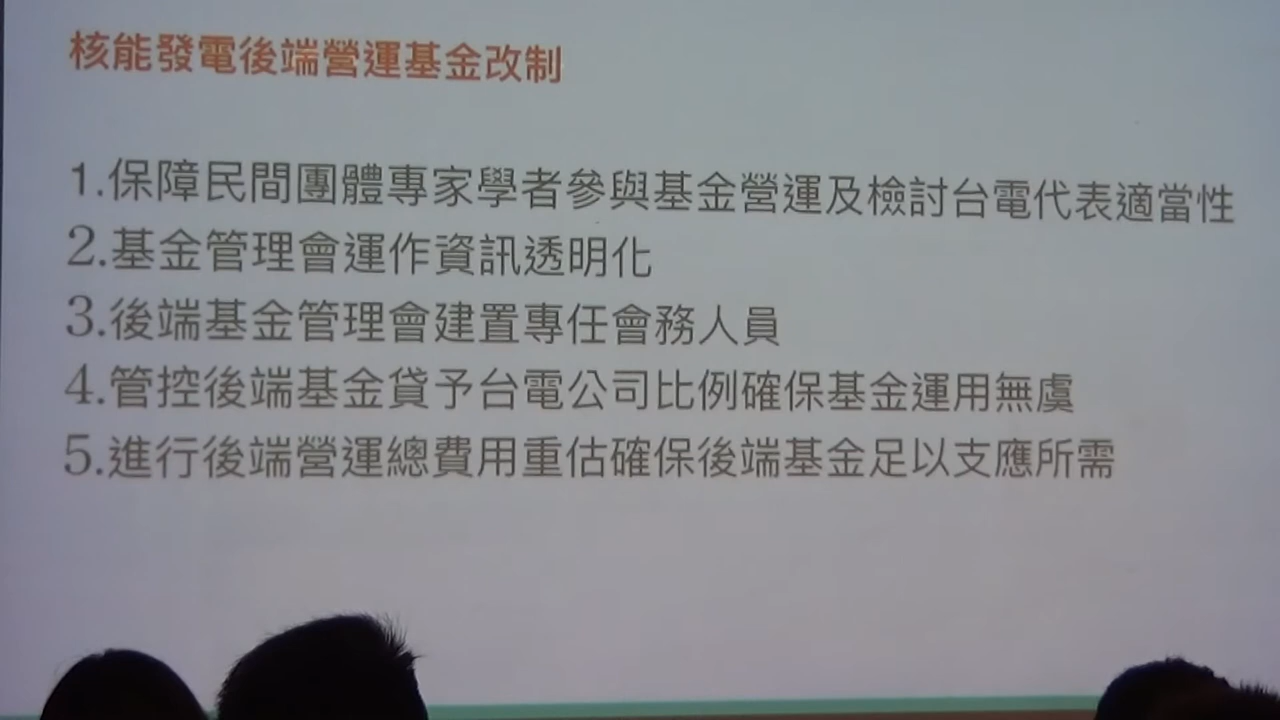 核能發電後端營運基金改制
1.保障民間團體專家學者參與基金營運及檢討台電代表適當性
2.基金管理會運作資訊透明化
3.後端基金管理會建置專任會務人員
4.管控後端基金貸予台電公司比例確保基金運用無虞
5.進行後端營運總費用重估確保後端基金足以支應所需